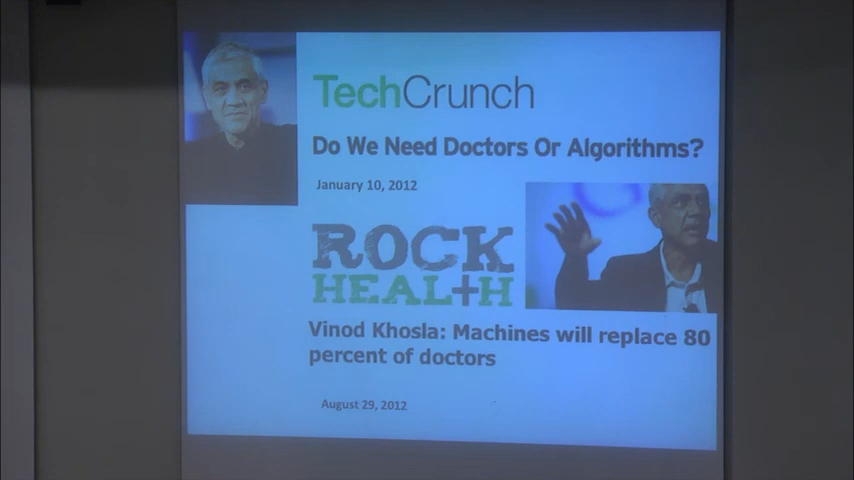 TechCrunch
Do We Need Doctors Or Algorithms?
January 10, 2012
ROCK
HEALTH
Vinod Khosla: Machines will replace 80
percent of doctors
August 29, 2012